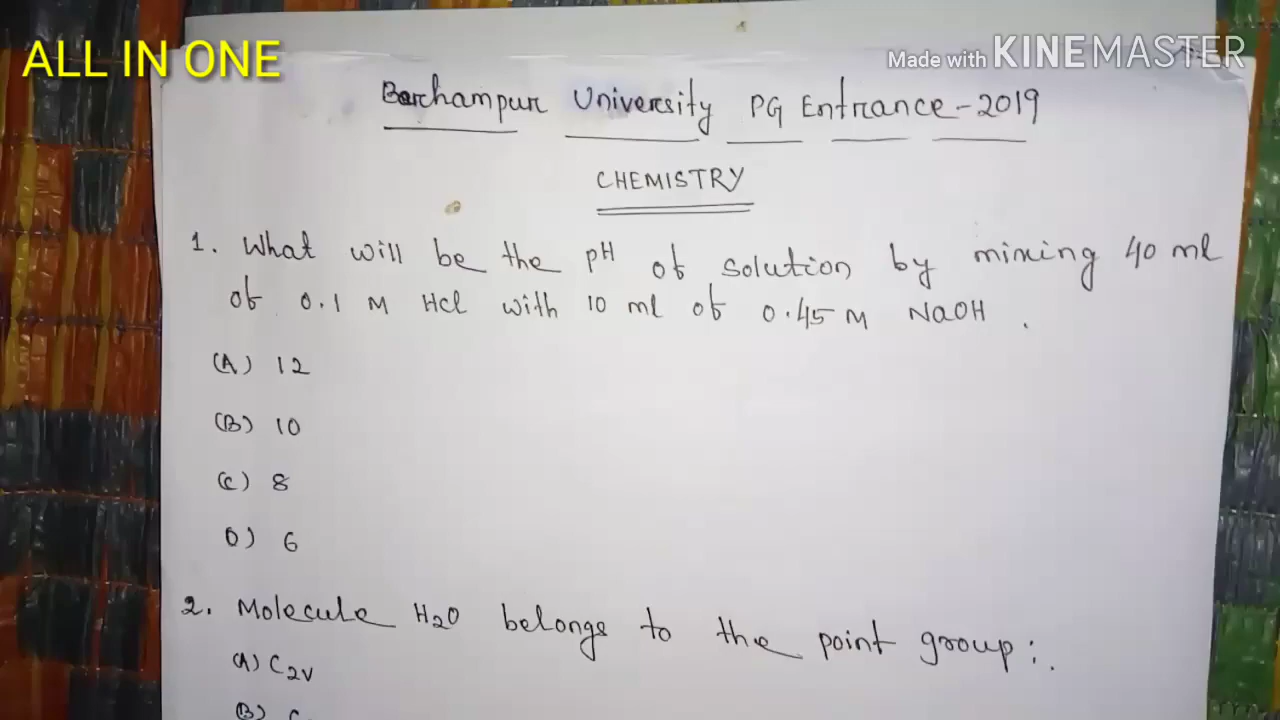 ALL IN ONE
Made with KINEMASTER
Berhampur University PG Entrance-2019
CHEMISTRY
1. What will be the pH of solution by mixing 40 ml
of 0.1 M HCl with 10 ml of 0.45 M NaOH .
(A) 12
(B) 10
(C) 8
D) 6
2. Molecule H2O belongs to the point group :.
(A) C2v
(B) C